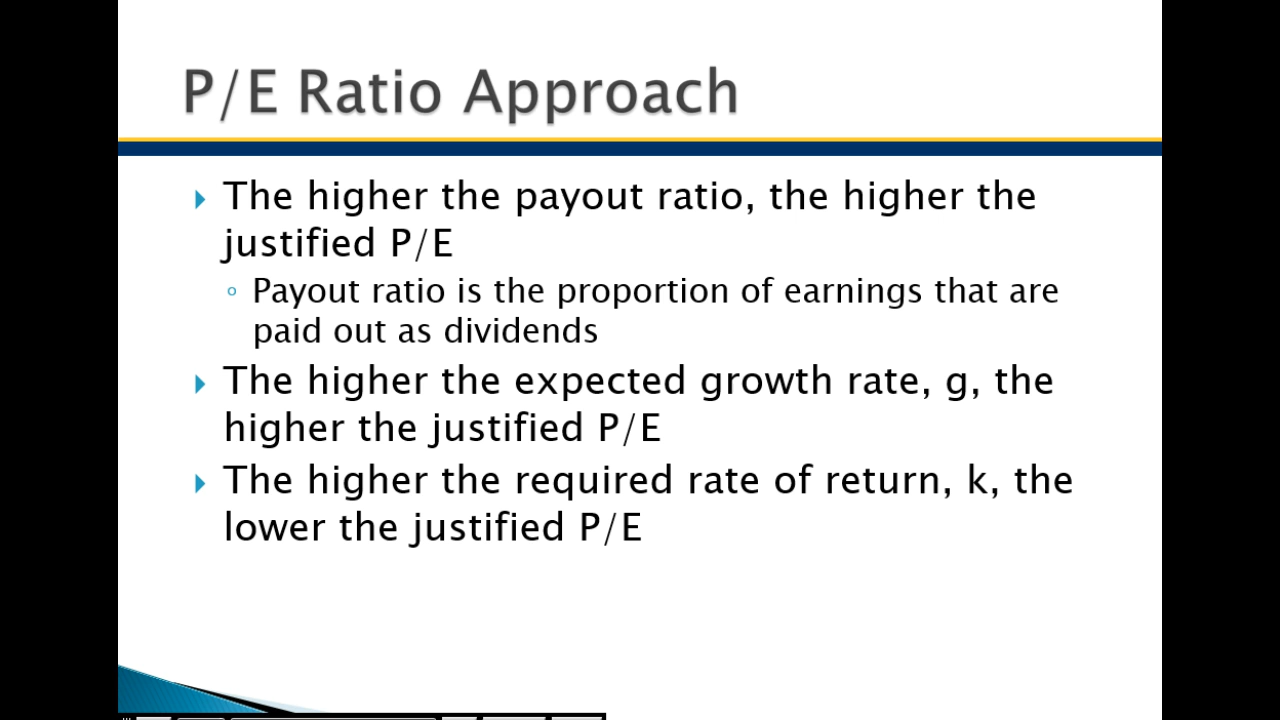 P/E Ratio Approach
The higher the payout ratio, the higher the
justified P/E
Payout ratio is the proportion of earnings that are
paid out as dividends
The higher the expected growth rate, g, the
higher the justified P/E
The higher the required rate of return, k, the
lower the justified P/E